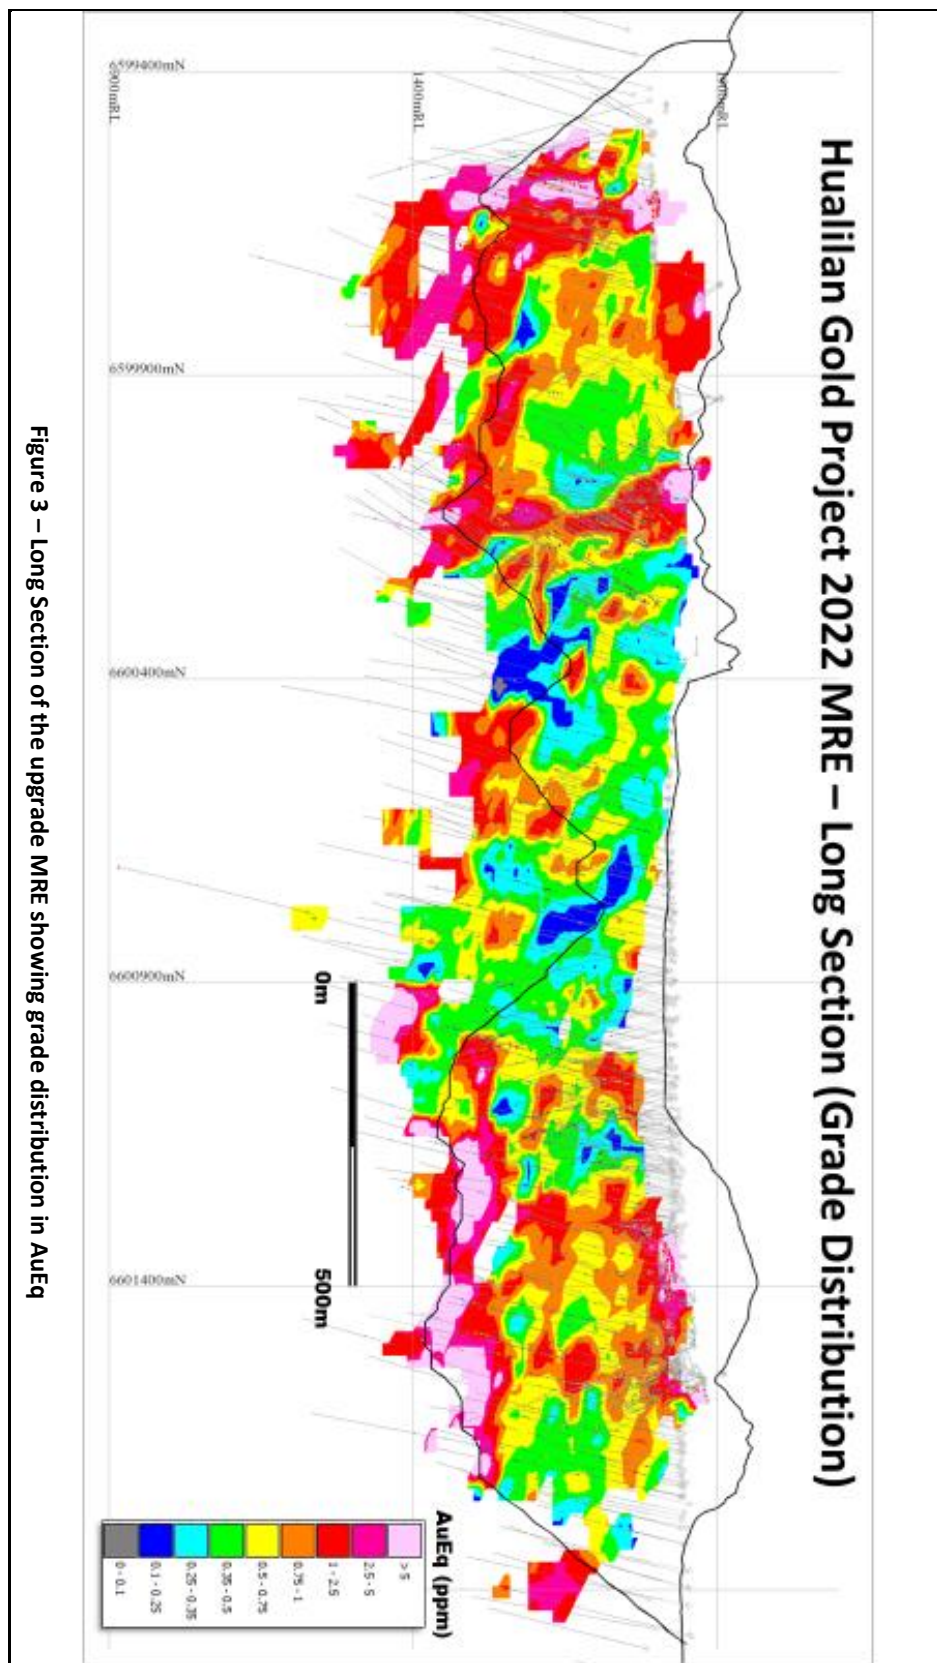 Hualilan Gold Project 2022 MRE – Long Section (Grade Distribution)
6599400mN
6599900mN
6600400mN
6600900mN
6601400mN
1400mRL
900mRL
0m
500m
AuEq (ppm)
> 5
2.5 - 5
1 - 2.5
0.75 - 1
0.5 - 0.75
0.35 - 0.5
0.25 - 0.35
0.1 - 0.25
0 - 0.1
Figure 3 – Long Section of the upgrade MRE showing grade distribution in AuEq